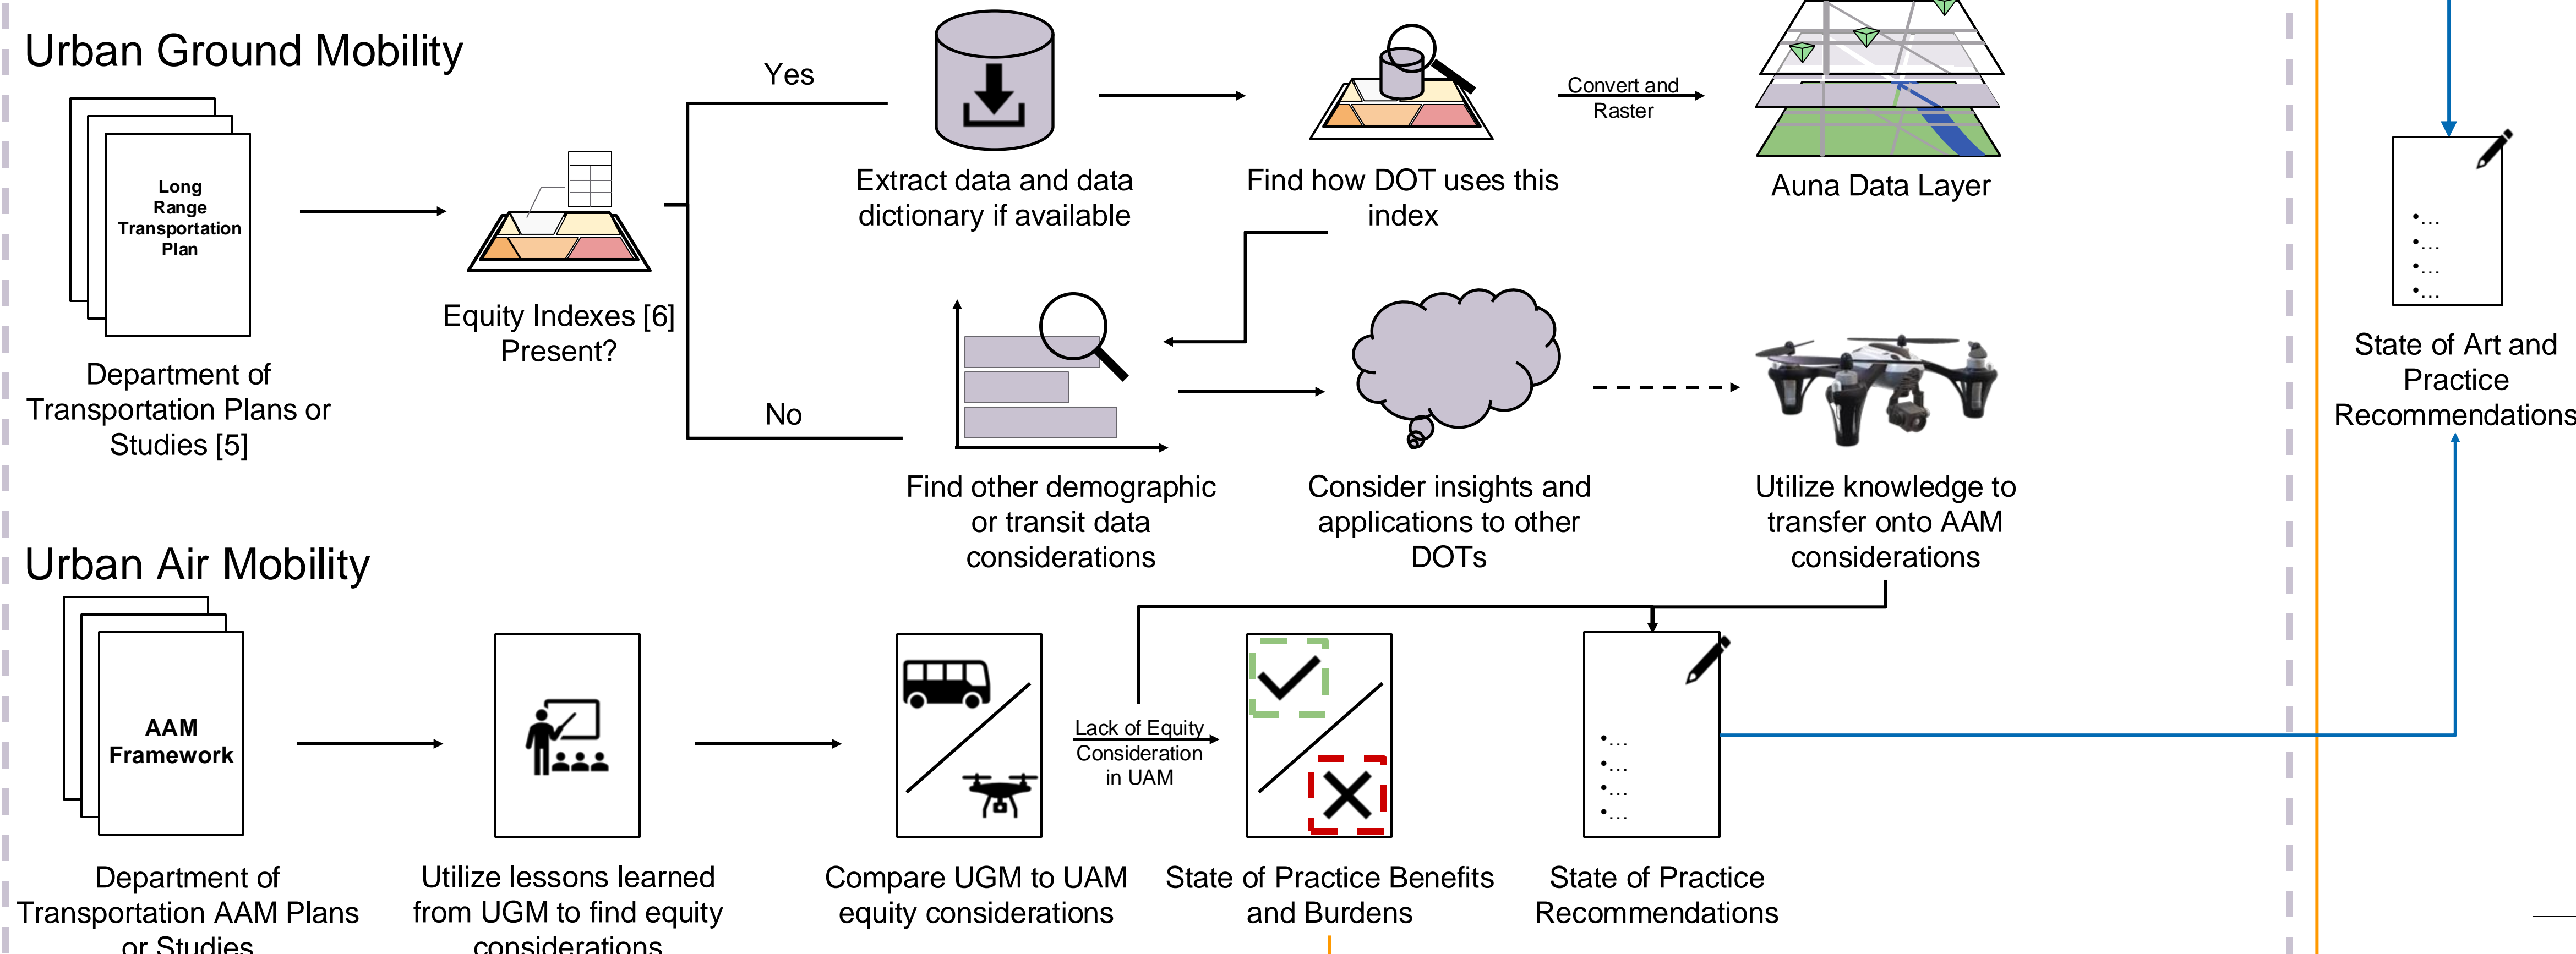 Urban Ground Mobility
Long
Range
Transportation
Plan
Department of
Transportation Plans or
Studies [5]
Equity Indexes [6]
Present?
Yes
No
Extract data and data
dictionary if available
Find how DOT uses this
index
Convert and
Raster
Auna Data Layer
Find other demographic
or transit data
considerations
Consider insights and
applications to other
DOTs
Utilize knowledge to
transfer onto AAM
considerations
Urban Air Mobility
AAM
Framework
Department of
Transportation AAM Plans
or Studies
Utilize lessons learned
from UGM to find equity
considerations
Compare UGM to UAM
equity considerations
Lack of Equity
Consideration
in UAM
State of Practice Benefits
and Burdens
•...
•...
•...
•...
State of Practice
Recommendations
•...
•...
•...
•...
State of Art and
Practice
Recommendations